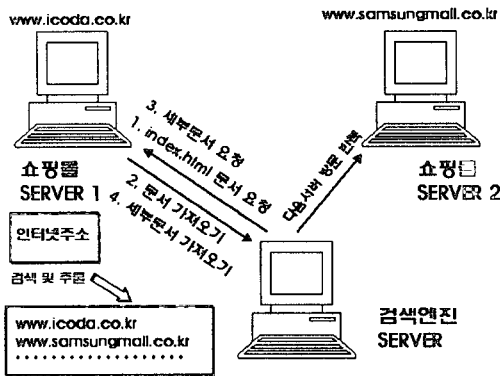 www.icoda.co.kr
www.samsungmall.co.kr
3. 세부문서 요청
1. index.html 문서 요청
2. 문서 가져오기
4. 세부문서 가져오기
다음서버 방문 반복
쇼핑몰
SERVER 1
쇼핑몰
SERVER 2
인터넷주소
검색 및 추론
www.icoda.co.kr
www.samsungmall.co.kr
검색엔진
SERVER